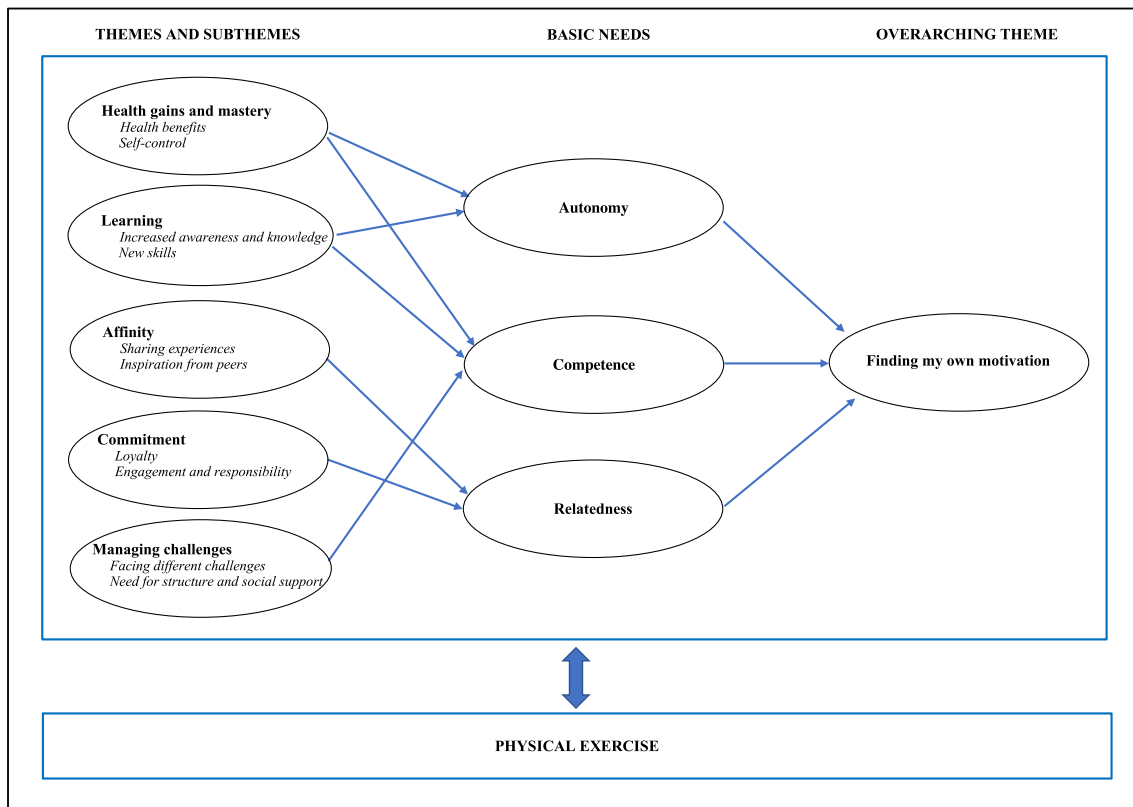 THEMES AND SUBTHEMES
BASIC NEEDS
OVERARCHING THEME
Health gains and mastery
Health benefits
Self-control
Learning
Increased awareness and knowledge
New skills
Affinity
Sharing experiences
Inspiration from peers
Commitment
Loyalty
Engagement and responsibility
Managing challenges
Facing different challenges
Need for structure and social support
Autonomy
Competence
Relatedness
Finding my own motivation
PHYSICAL EXERCISE